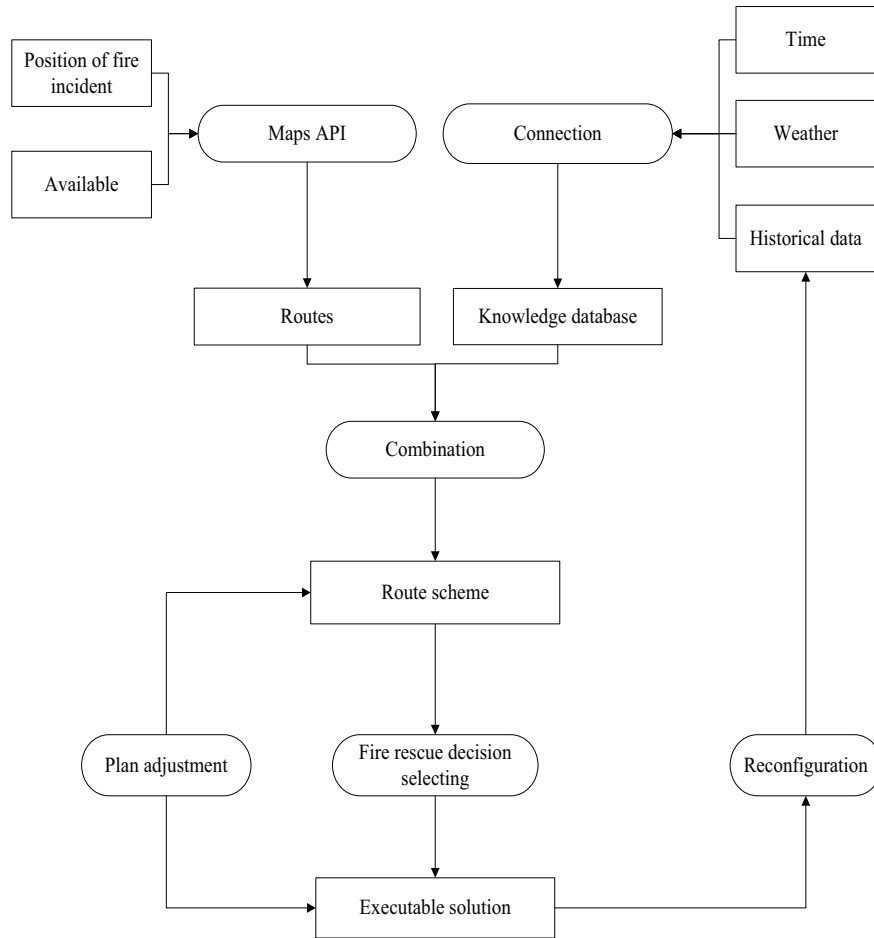 Time
Position of fire
incident
Maps API
Connection
Weather
Available
Historical data
Routes
Knowledge database
Combination
Route scheme
Plan adjustment
Fire rescue decision
selecting
Reconfiguration
Executable solution